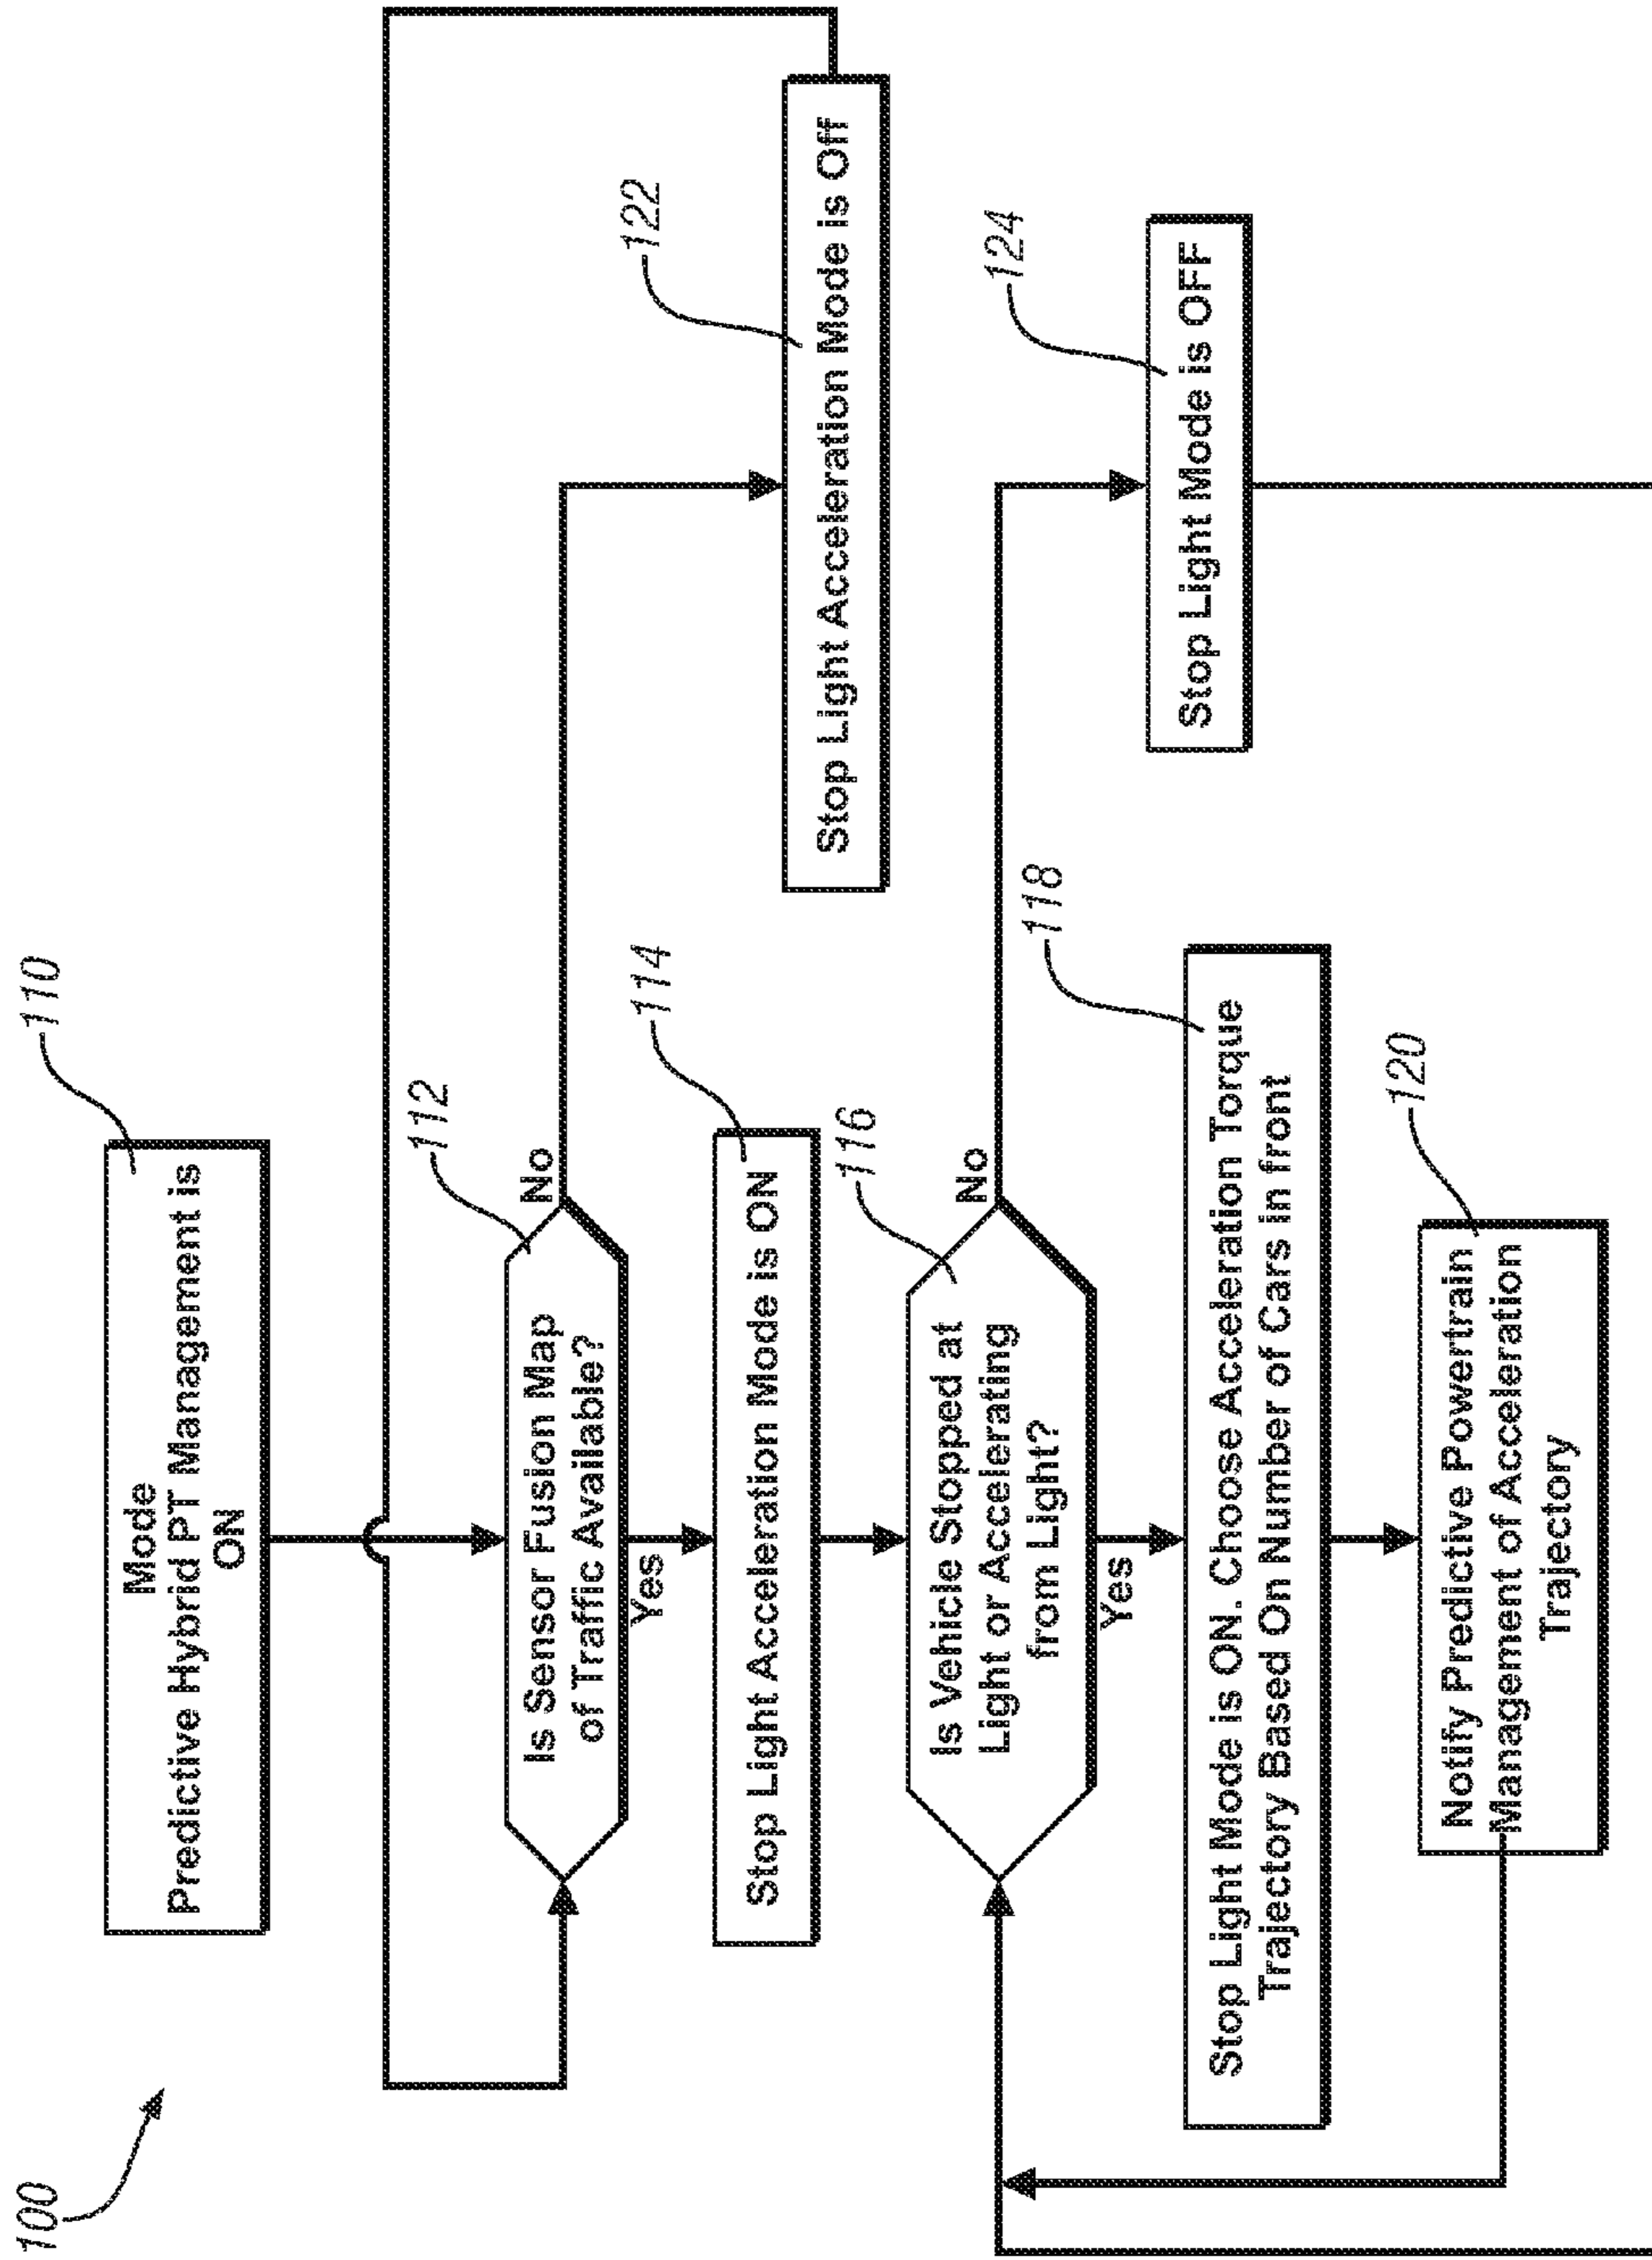 100
110
Mode
Predictive Hybrid PT Management is
ON
112
Is Sensor Fusion Map
of Traffic Available?
No
Yes
114
Stop Light Acceleration Mode is ON
122
Stop Light Acceleration Mode is Off
116
Is Vehicle Stopped at
Light or Accelerating
from Light?
No
Yes
124
Stop Light Mode is OFF
118
Stop Light Mode is ON. Choose Acceleration Torque
Trajectory Based On Number of Cars in front
120
Notify Predictive Powertrain
Management of Acceleration
Trajectory